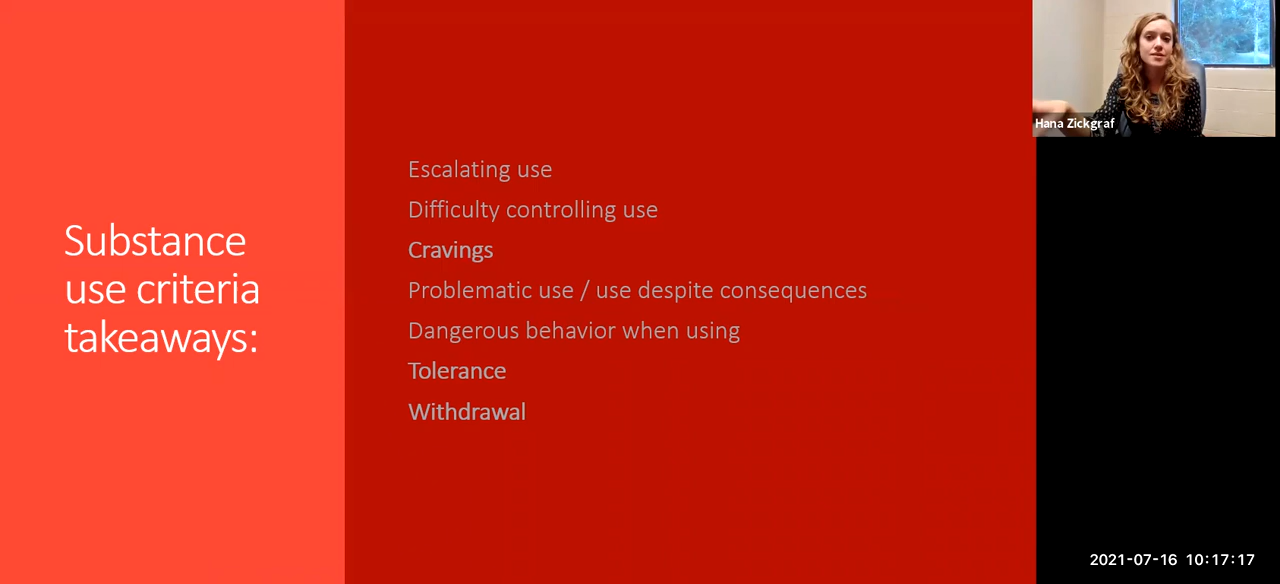 Substance
use criteria
takeaways:
Escalating use
Difficulty controlling use
Cravings
Problematic use / use despite consequences
Dangerous behavior when using
Tolerance
Withdrawal
Hana Zickgraf
2021-07-16 10:17:17